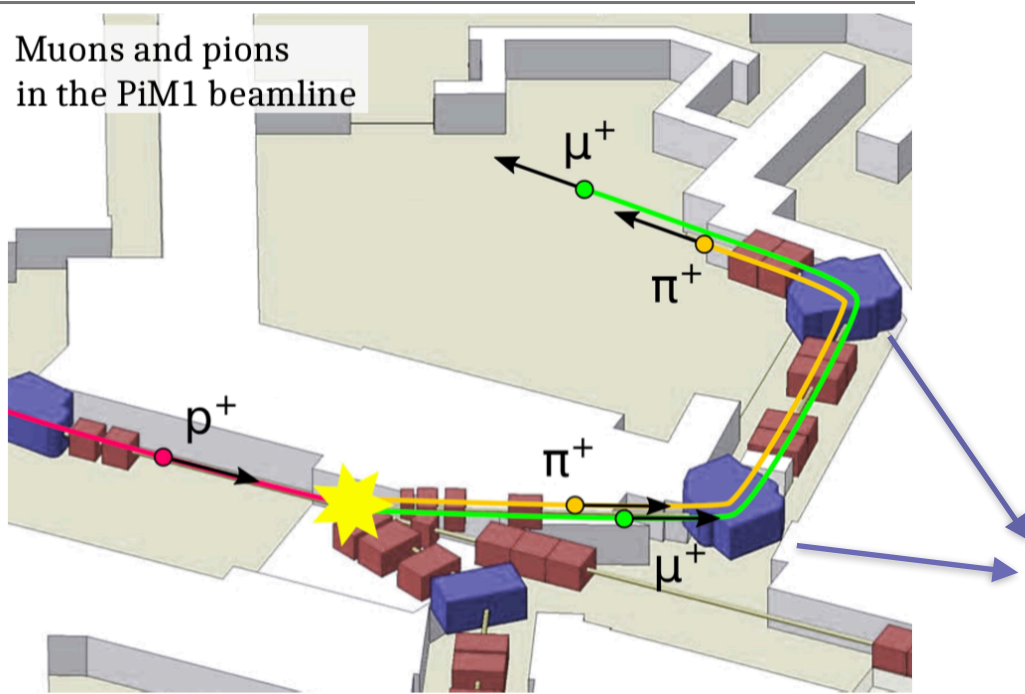 Muons and pions
in the PiM1 beamline
μ⁺
π⁺
p⁺
π⁺
μ⁺